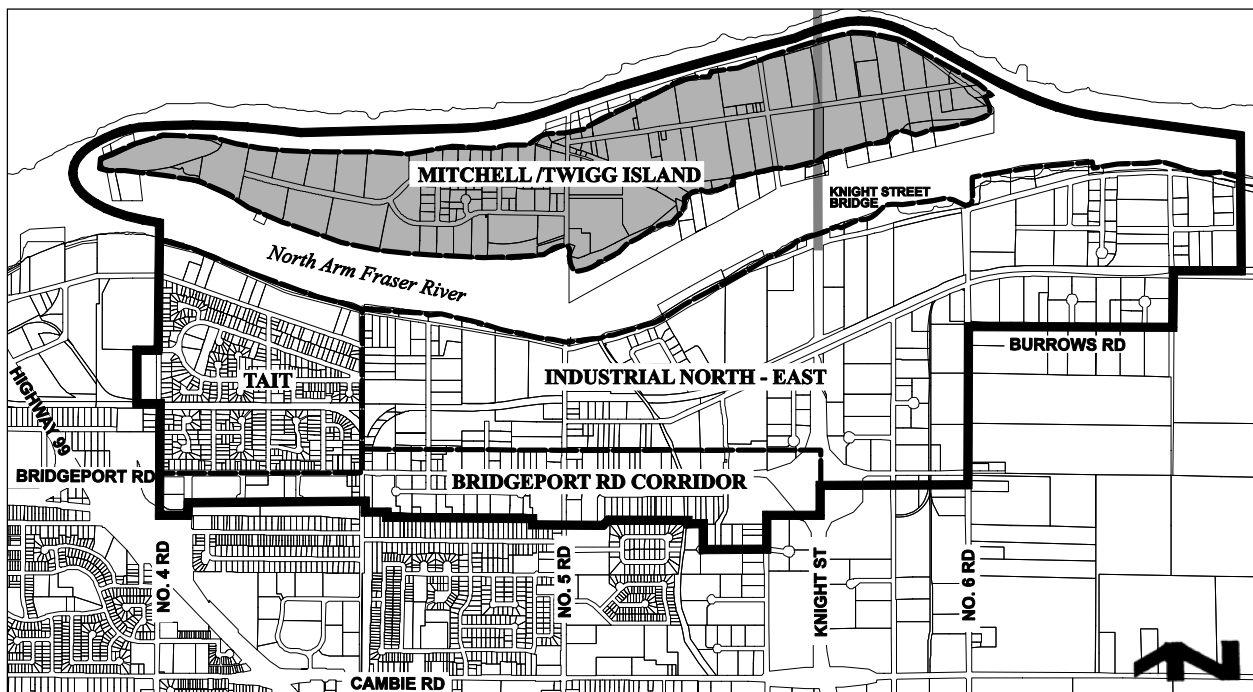 MITCHELL /TWIGG ISLAND
KNIGHT STREET
BRIDGE
North Arm Fraser River
BURROWS RD
TAIT
INDUSTRIAL NORTH - EAST
HIGHWAY 99
BRIDGEPORT RD
BRIDGEPORT RD CORRIDOR
NO. 4 RD
NO. 5 RD
KNIGHT ST
NO. 6 RD
CAMBIE RD
N